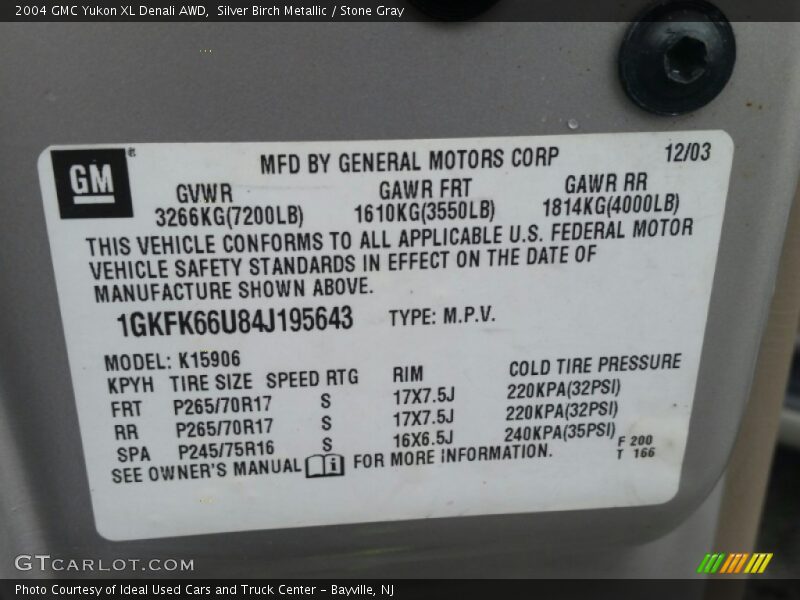 2004 GMC Yukon XL Denali AWD,  Silver Birch Metallic / Stone Gray
GM®
MFD BY GENERAL MOTORS CORP 12/03
GVWR GAWR FRT GAWR RR
3266KG(7200LB) 1610KG(3550LB) 1814KG(4000LB)
THIS VEHICLE CONFORMS TO ALL APPLICABLE U.S. FEDERAL MOTOR
VEHICLE SAFETY STANDARDS IN EFFECT ON THE DATE OF
MANUFACTURE SHOWN ABOVE.
1GKFK66U84J195643 TYPE: M.P.V.
MODEL: K15906
KPYH TIRE SIZE SPEED RTG RIM COLD TIRE PRESSURE
FRT P265/70R17 S 17X7.5J 220KPA(32PSI)
RR P265/70R17 S 17X7.5J 220KPA(32PSI)
SPA P245/75R16 S 16X6.5J 240KPA(35PSI) F 200
SEE OWNER'S MANUAL FOR MORE INFORMATION. T 166
GTCARLOT.COM
Photo Courtesy of Ideal Used Cars and Truck Center – Bayville, NJ